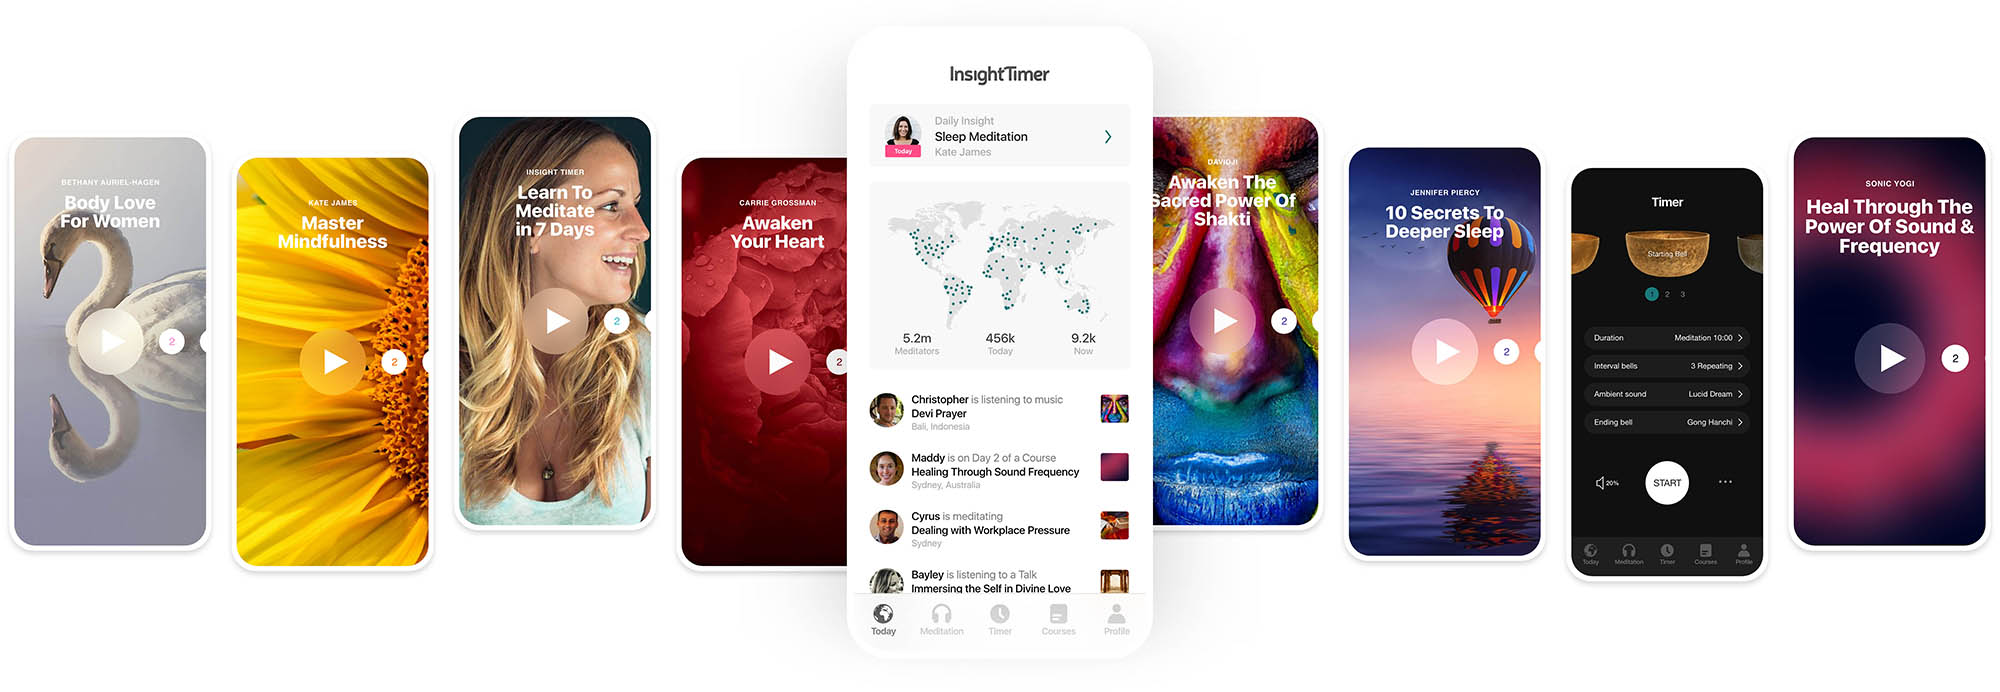 BETHANY AURIEL-HAGEN
Body Love
For Women
2
KATE JAMES
Master
Mindfulness
2
INSIGHT TIMER
Learn To
Meditate
in 7 Days
2
CARRIE GROSSMAN
Awaken
Your Heart
2
InsightTimer
Daily Insight
Sleep Meditation
Kate James
Today
5.2m
Meditators
456k
Today
9.2k
Now
Christopher is listening to music
Devi Prayer
Bali, Indonesia
Maddy is on Day 2 of a Course
Healing Through Sound Frequency
Sydney, Australia
Cyrus is meditating
Dealing with Workplace Pressure
Sydney
Bayley is listening to a Talk
Immersing the Self in Divine Love
Today
Meditation
Timer
Courses
Profile
DAVIDJI
Awaken The
Sacred Power Of
Shakti
2
JENNIFER PIERCY
10 Secrets To
Deeper Sleep
2
Timer
Starting Bell
1 2 3
Duration Meditation 10:00
Interval bells 3 Repeating
Ambient sound Lucid Dream
Ending bell Gong Hanchi
20%
START
Today
Meditation
Timer
Courses
Profile
SONIC YOGI
Heal Through The
Power Of Sound &
Frequency
2